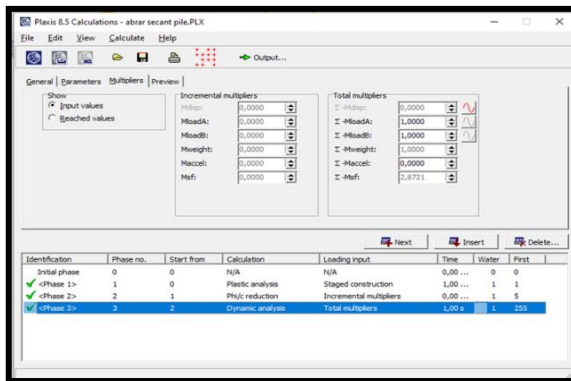 Plaxis 8.5 Calculations - abrar secant pile.PLX
File Edit View Calculate Help
Output...
General Parameters Multipliers Preview
Show
Input values
Reached values
Incremental multipliers
Mdisp: 0,0000
MloadA: 0,0000
MloadB: 0,0000
Mweight: 0,0000
Maccel: 0,0000
Msf: 0,0000
Total multipliers
Σ -Mdisp: 0,0000
Σ -MloadA: 1,0000
Σ -MloadB: 1,0000
Σ -Mweight: 1,0000
Σ -Maccel: 0,0000
Σ -Msf: 2,8721
Next Insert Delete...
Identification Phase no. Start from Calculation Loading input Time Water First
Initial phase 0 0 N/A N/A 0,00 ... 0 0
<Phase 1> 1 0 Plastic analysis Staged construction 1,00 ... 1 1
<Phase 2> 2 1 Phi/c reduction Incremental multipliers 0,00 ... 1 5
<Phase 3> 3 2 Dynamic analysis Total multipliers 1,00 s 1 255